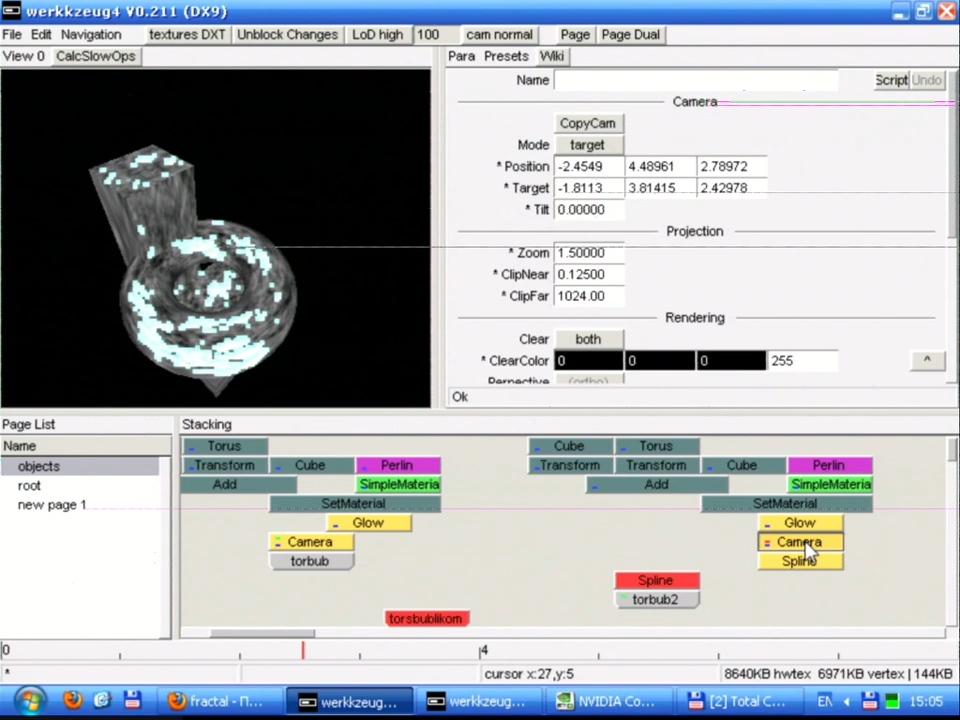 werkkzeug4 V0.211 (DX9)
File Edit Navigation textures DXT Unblock Changes LoD high 100 cam normal Page Page Dual
View 0 CalcSlowOps Para Presets Wiki
Name Script Undo
Camera
CopyCam
Mode target
* Position -2.4549 4.48961 2.78972
* Target -1.8113 3.81415 2.42978
* Tilt 0.00000
Projection
* Zoom 1.50000
* ClipNear 0.12500
* ClipFar 1024.00
Rendering
Clear both
* ClearColor 0 0 0 255 ^
Perspective (ortho)
Ok
Page List Stacking
Name
objects
root
new page 1
Torus Cube Torus
Transform Cube Perlin Transform Transform Cube Perlin
Add SimpleMateria Add SimpleMateria
SetMaterial SetMaterial
Glow Glow
Camera Camera
torbub Spline
Spline
torbub2
torsbublikom
0 4
* cursor x:27,y:5 8640KB hwtex 6971KB vertex | 144KB
fractal - П... werkkzeug... werkkzeug... NVIDIA Co... [2] Total C... EN 15:05